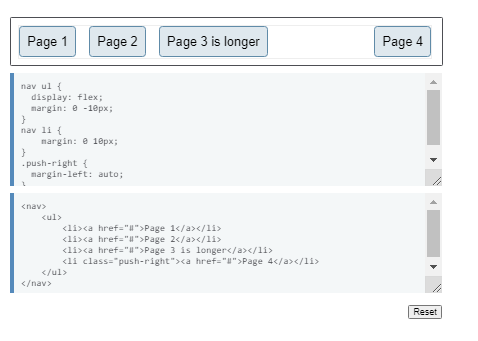 Page 1 Page 2 Page 3 is longer Page 4
nav ul {
  display: flex;
  margin: 0 -10px;
}
nav li {
    margin: 0 10px;
}
.push-right {
  margin-left: auto;
}
<nav>
    <ul>
        <li><a href="#">Page 1</a></li>
        <li><a href="#">Page 2</a></li>
        <li><a href="#">Page 3 is longer</a></li>
        <li class="push-right"><a href="#">Page 4</a></li>
    </ul>
</nav>
Reset